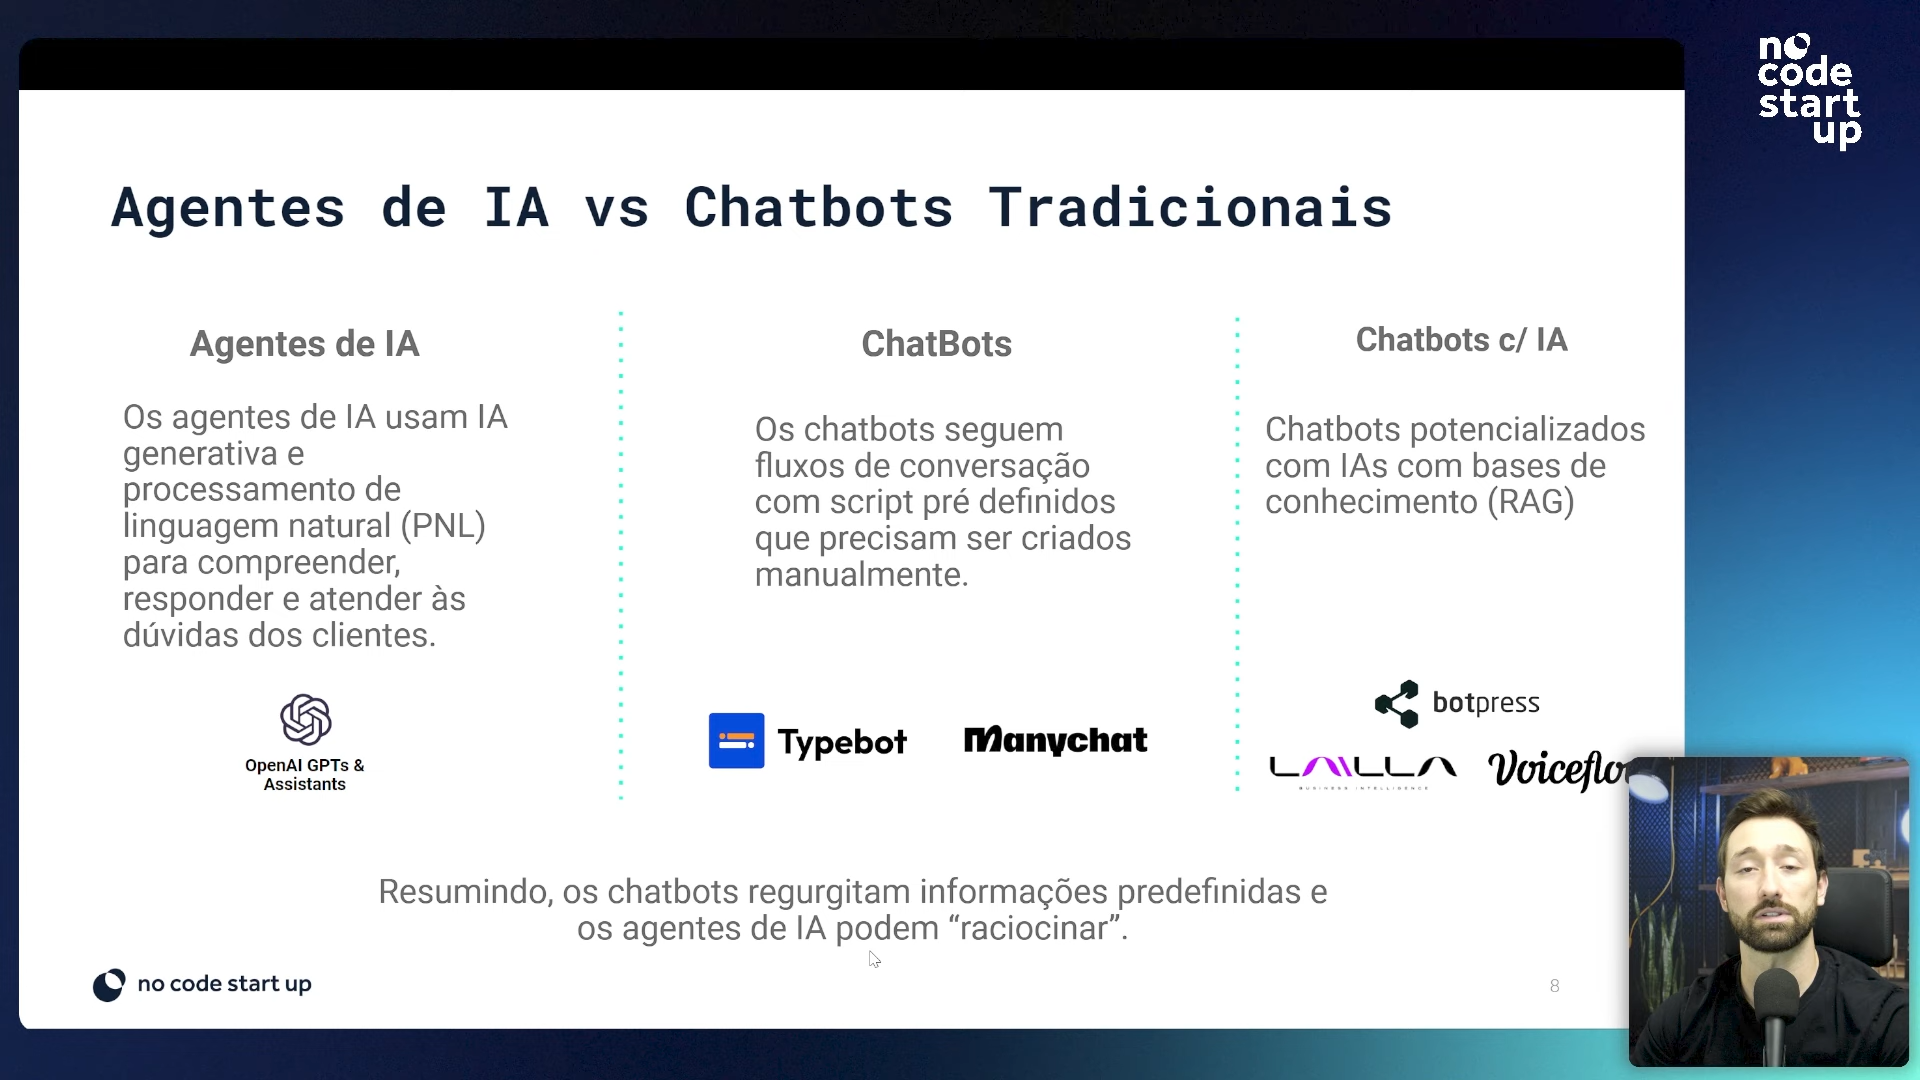 no
code
start
up
Agentes de IA vs Chatbots Tradicionais
Agentes de IA
Os agentes de IA usam IA
generativa e
processamento de
linguagem natural (PNL)
para compreender,
responder e atender às
dúvidas dos clientes.
OpenAI GPTs &
Assistants
ChatBots
Os chatbots seguem
fluxos de conversação
com script pré definidos
que precisam ser criados
manualmente.
Typebot
Manychat
Chatbots c/ IA
Chatbots potencializados
com IAs com bases de
conhecimento (RAG)
botpress
LAILLA
BUSINESS INTELLIGENCE
Voiceflo
Resumindo, os chatbots regurgitam informações predefinidas e
os agentes de IA podem “raciocinar”.
no code start up
8